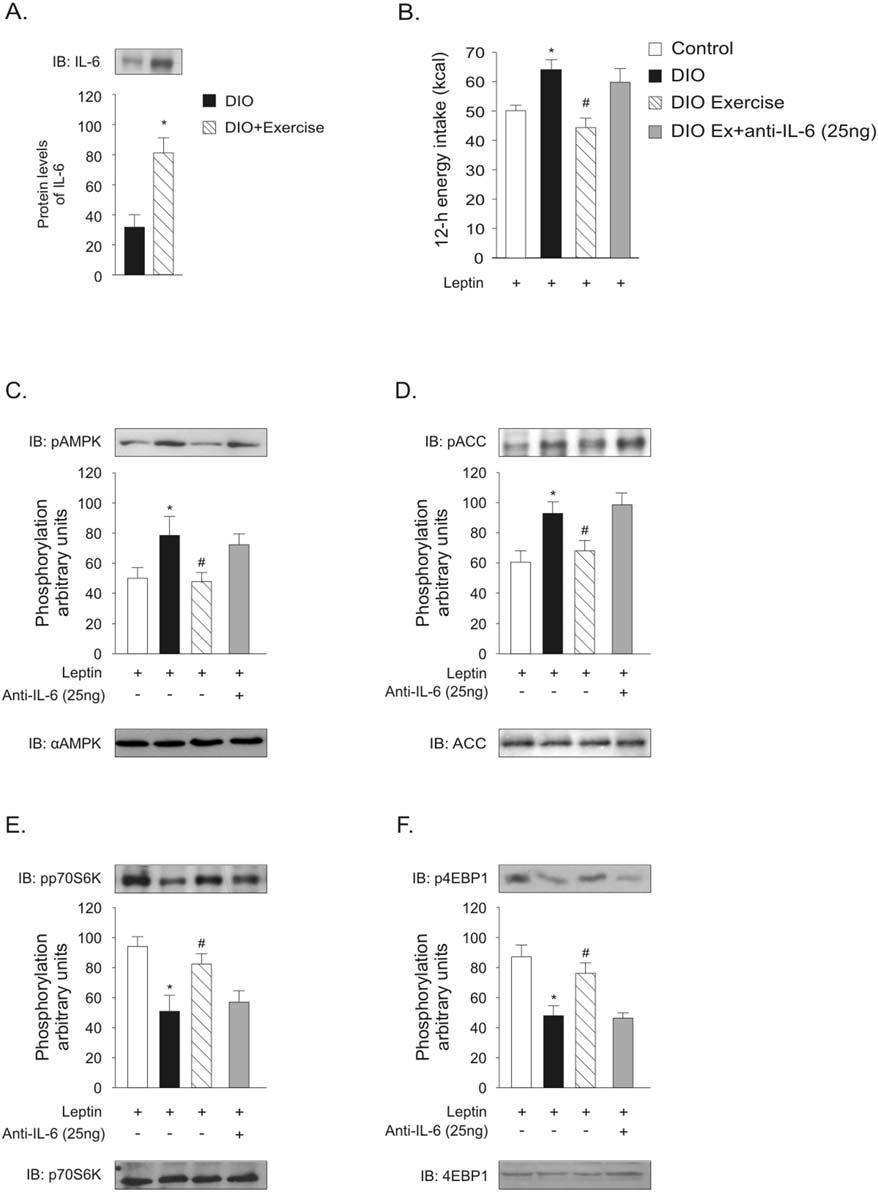 A.
IB: IL-6
120
100
80
60
40
20
0
Protein levels
of IL-6
*
DIO
DIO+Exercise
B.
70
60
50
40
30
20
10
0
12-h energy intake (kcal)
*
#
Leptin + + + +
Control
DIO
DIO Exercise
DIO Ex+anti-IL-6 (25ng)
C.
IB: pAMPK
120
100
80
60
40
20
0
Phosphorylation
arbitrary units
*
#
Leptin + + + +
Anti-IL-6 (25ng) - - - +
IB: αAMPK
D.
IB: pACC
120
100
80
60
40
20
0
Phosphorylation
arbitrary units
*
#
Leptin + + + +
Anti-IL-6 (25ng) - - - +
IB: ACC
E.
IB: pp70S6K
120
100
80
60
40
20
0
Phosphorylation
arbitrary units
*
#
Leptin + + + +
Anti-IL-6 (25ng) - - - +
IB: p70S6K
F.
IB: p4EBP1
120
100
80
60
40
20
0
Phosphorylation
arbitrary units
*
#
Leptin + + + +
Anti-IL-6 (25ng) - - - +
IB: 4EBP1